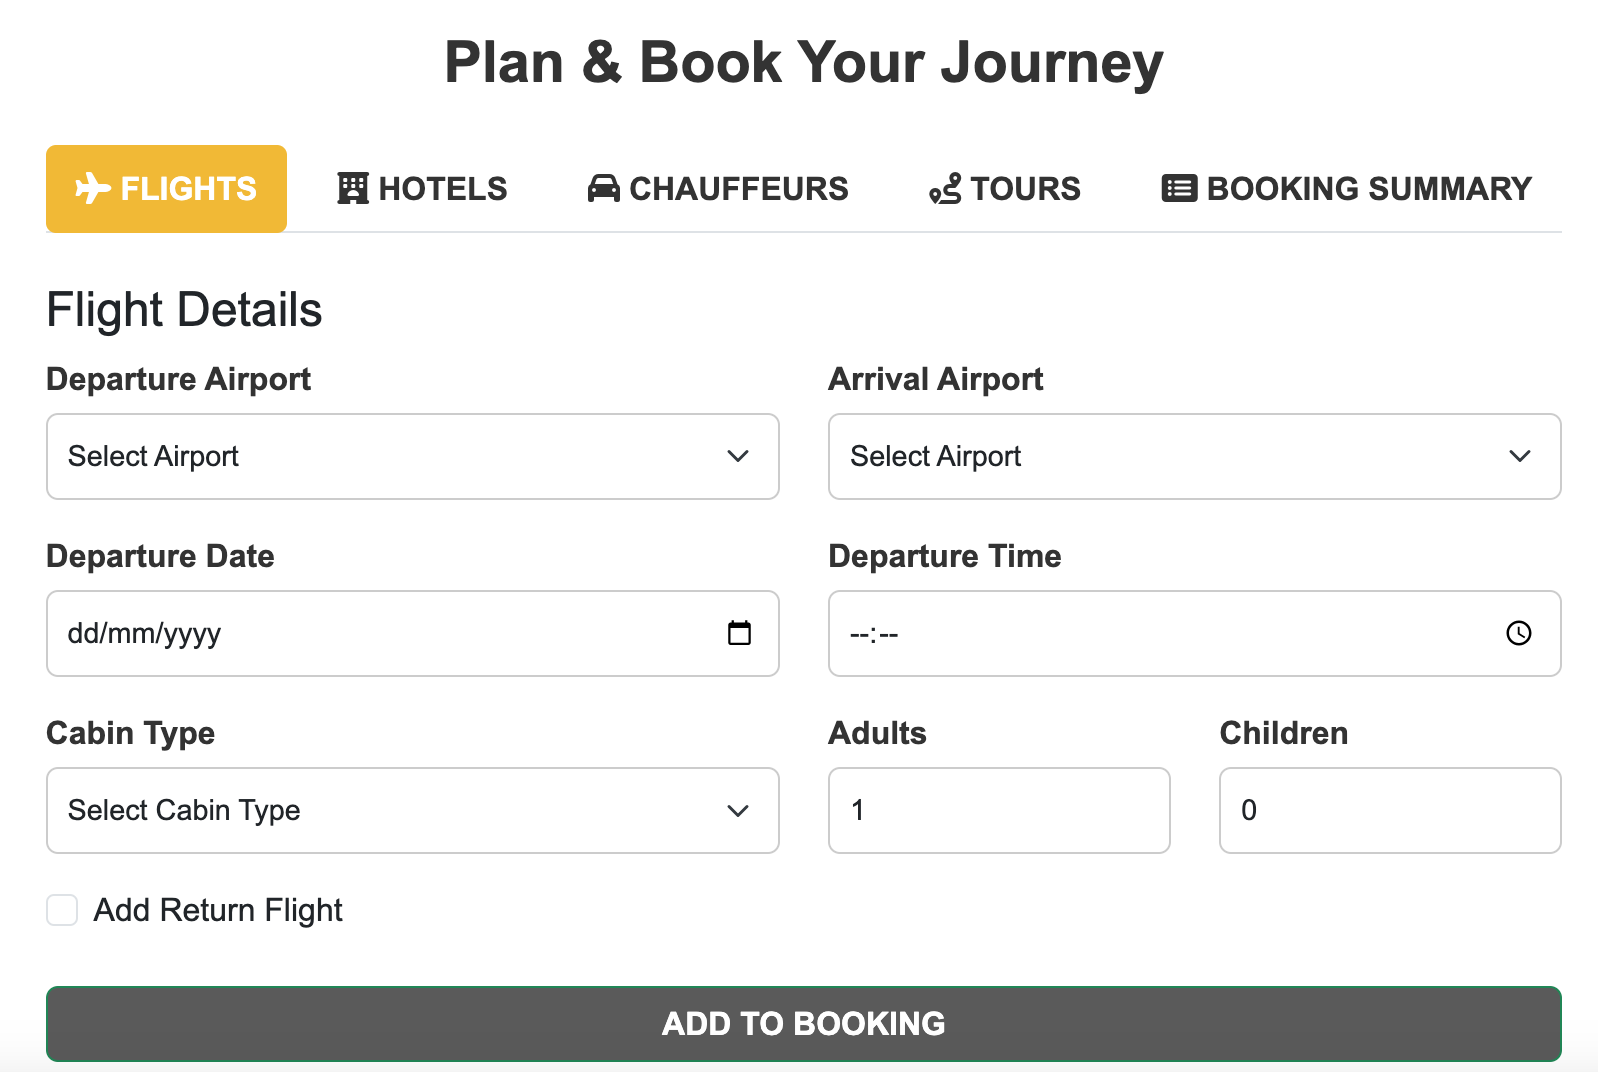 Plan & Book Your Journey
FLIGHTS HOTELS CHAUFFEURS TOURS BOOKING SUMMARY
Flight Details
Departure Airport Arrival Airport
Select Airport Select Airport
Departure Date Departure Time
dd/mm/yyyy --:--
Cabin Type Adults Children
Select Cabin Type 1 0
Add Return Flight
ADD TO BOOKING